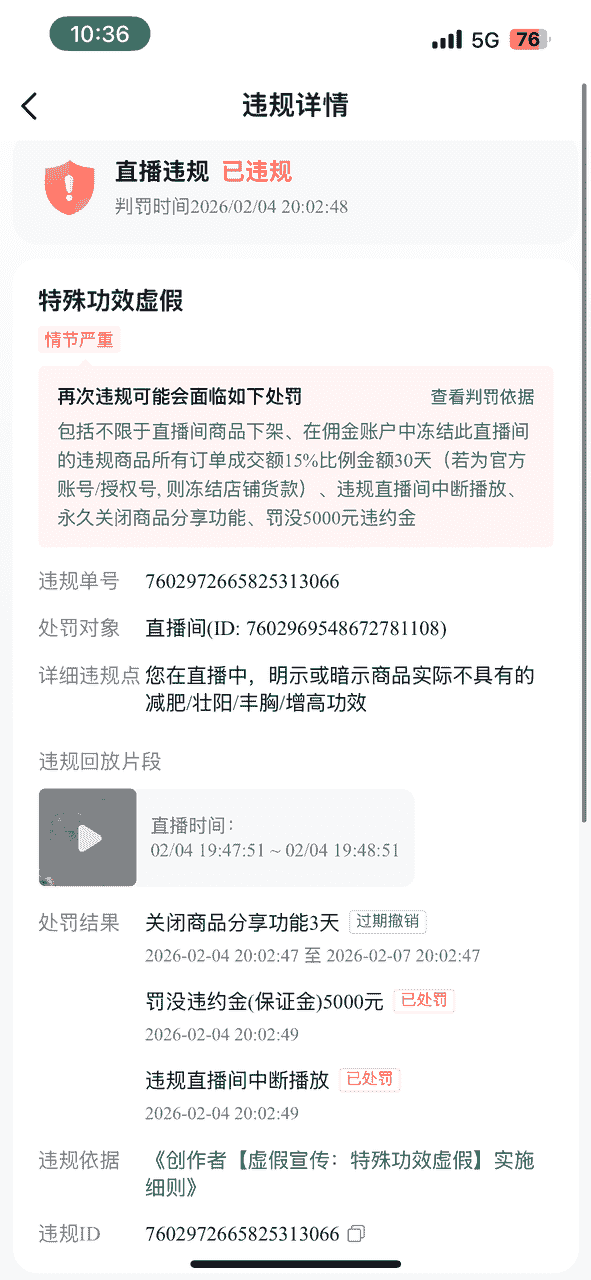 10:36
5G 76
违规详情
直播违规 已违规
判罚时间2026/02/04 20:02:48
特殊功效虚假
情节严重
再次违规可能会面临如下处罚 查看判罚依据
包括不限于直播间商品下架、在佣金账户中冻结此直播间
的违规商品所有订单成交额15%比例金额30天（若为官方
账号/授权号, 则冻结店铺货款）、违规直播间中断播放、
永久关闭商品分享功能、罚没5000元违约金
违规单号 7602972665825313066
处罚对象 直播间(ID: 7602969548672781108)
详细违规点 您在直播中，明示或暗示商品实际不具有的
减肥/壮阳/丰胸/增高功效
违规回放片段
直播时间：
02/04 19:47:51 ~ 02/04 19:48:51
处罚结果 关闭商品分享功能3天 过期撤销
2026-02-04 20:02:47 至 2026-02-07 20:02:47
罚没违约金(保证金)5000元 已处罚
2026-02-04 20:02:49
违规直播间中断播放 已处罚
2026-02-04 20:02:49
违规依据 《创作者【虚假宣传：特殊功效虚假】实施
细则》
违规ID 7602972665825313066